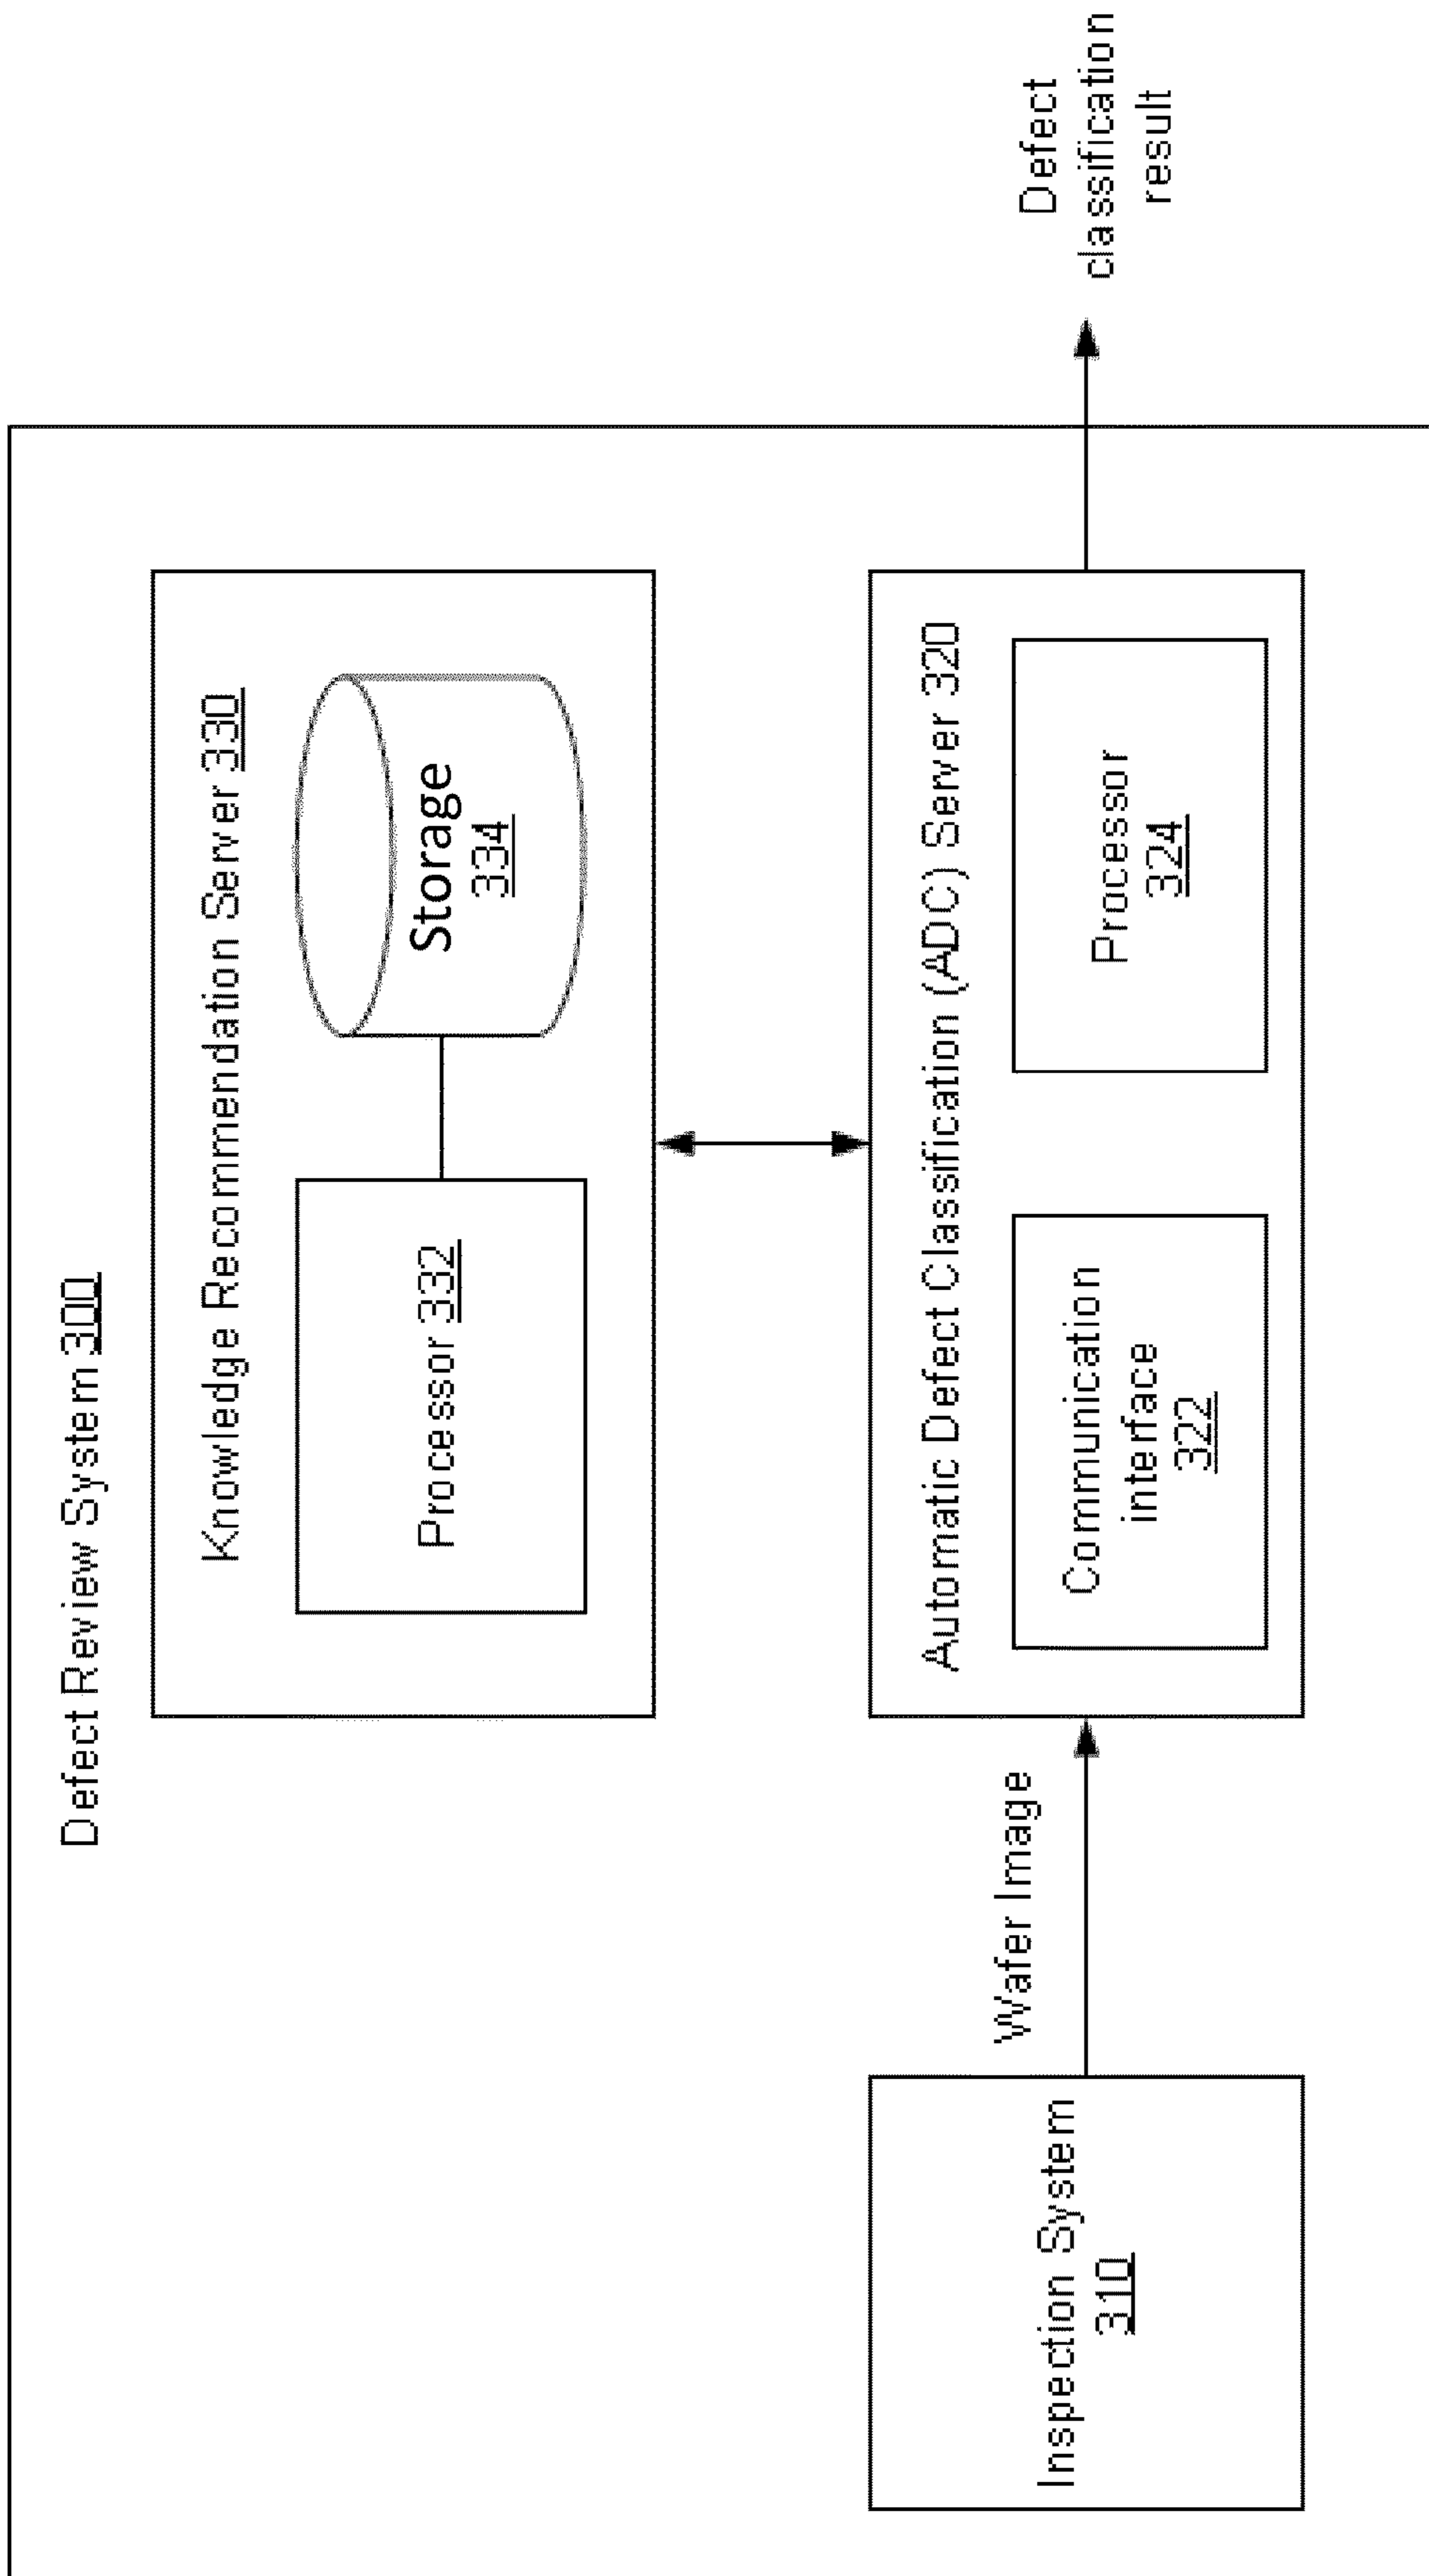 Defect Review System 300
Knowledge Recommendation Server 330
Processor 332
Storage
334
Inspection System
310
Wafer Image
Automatic Defect Classification (ADC) Server 320
Communication
interface
322
Processor
324
Defect
classification
result